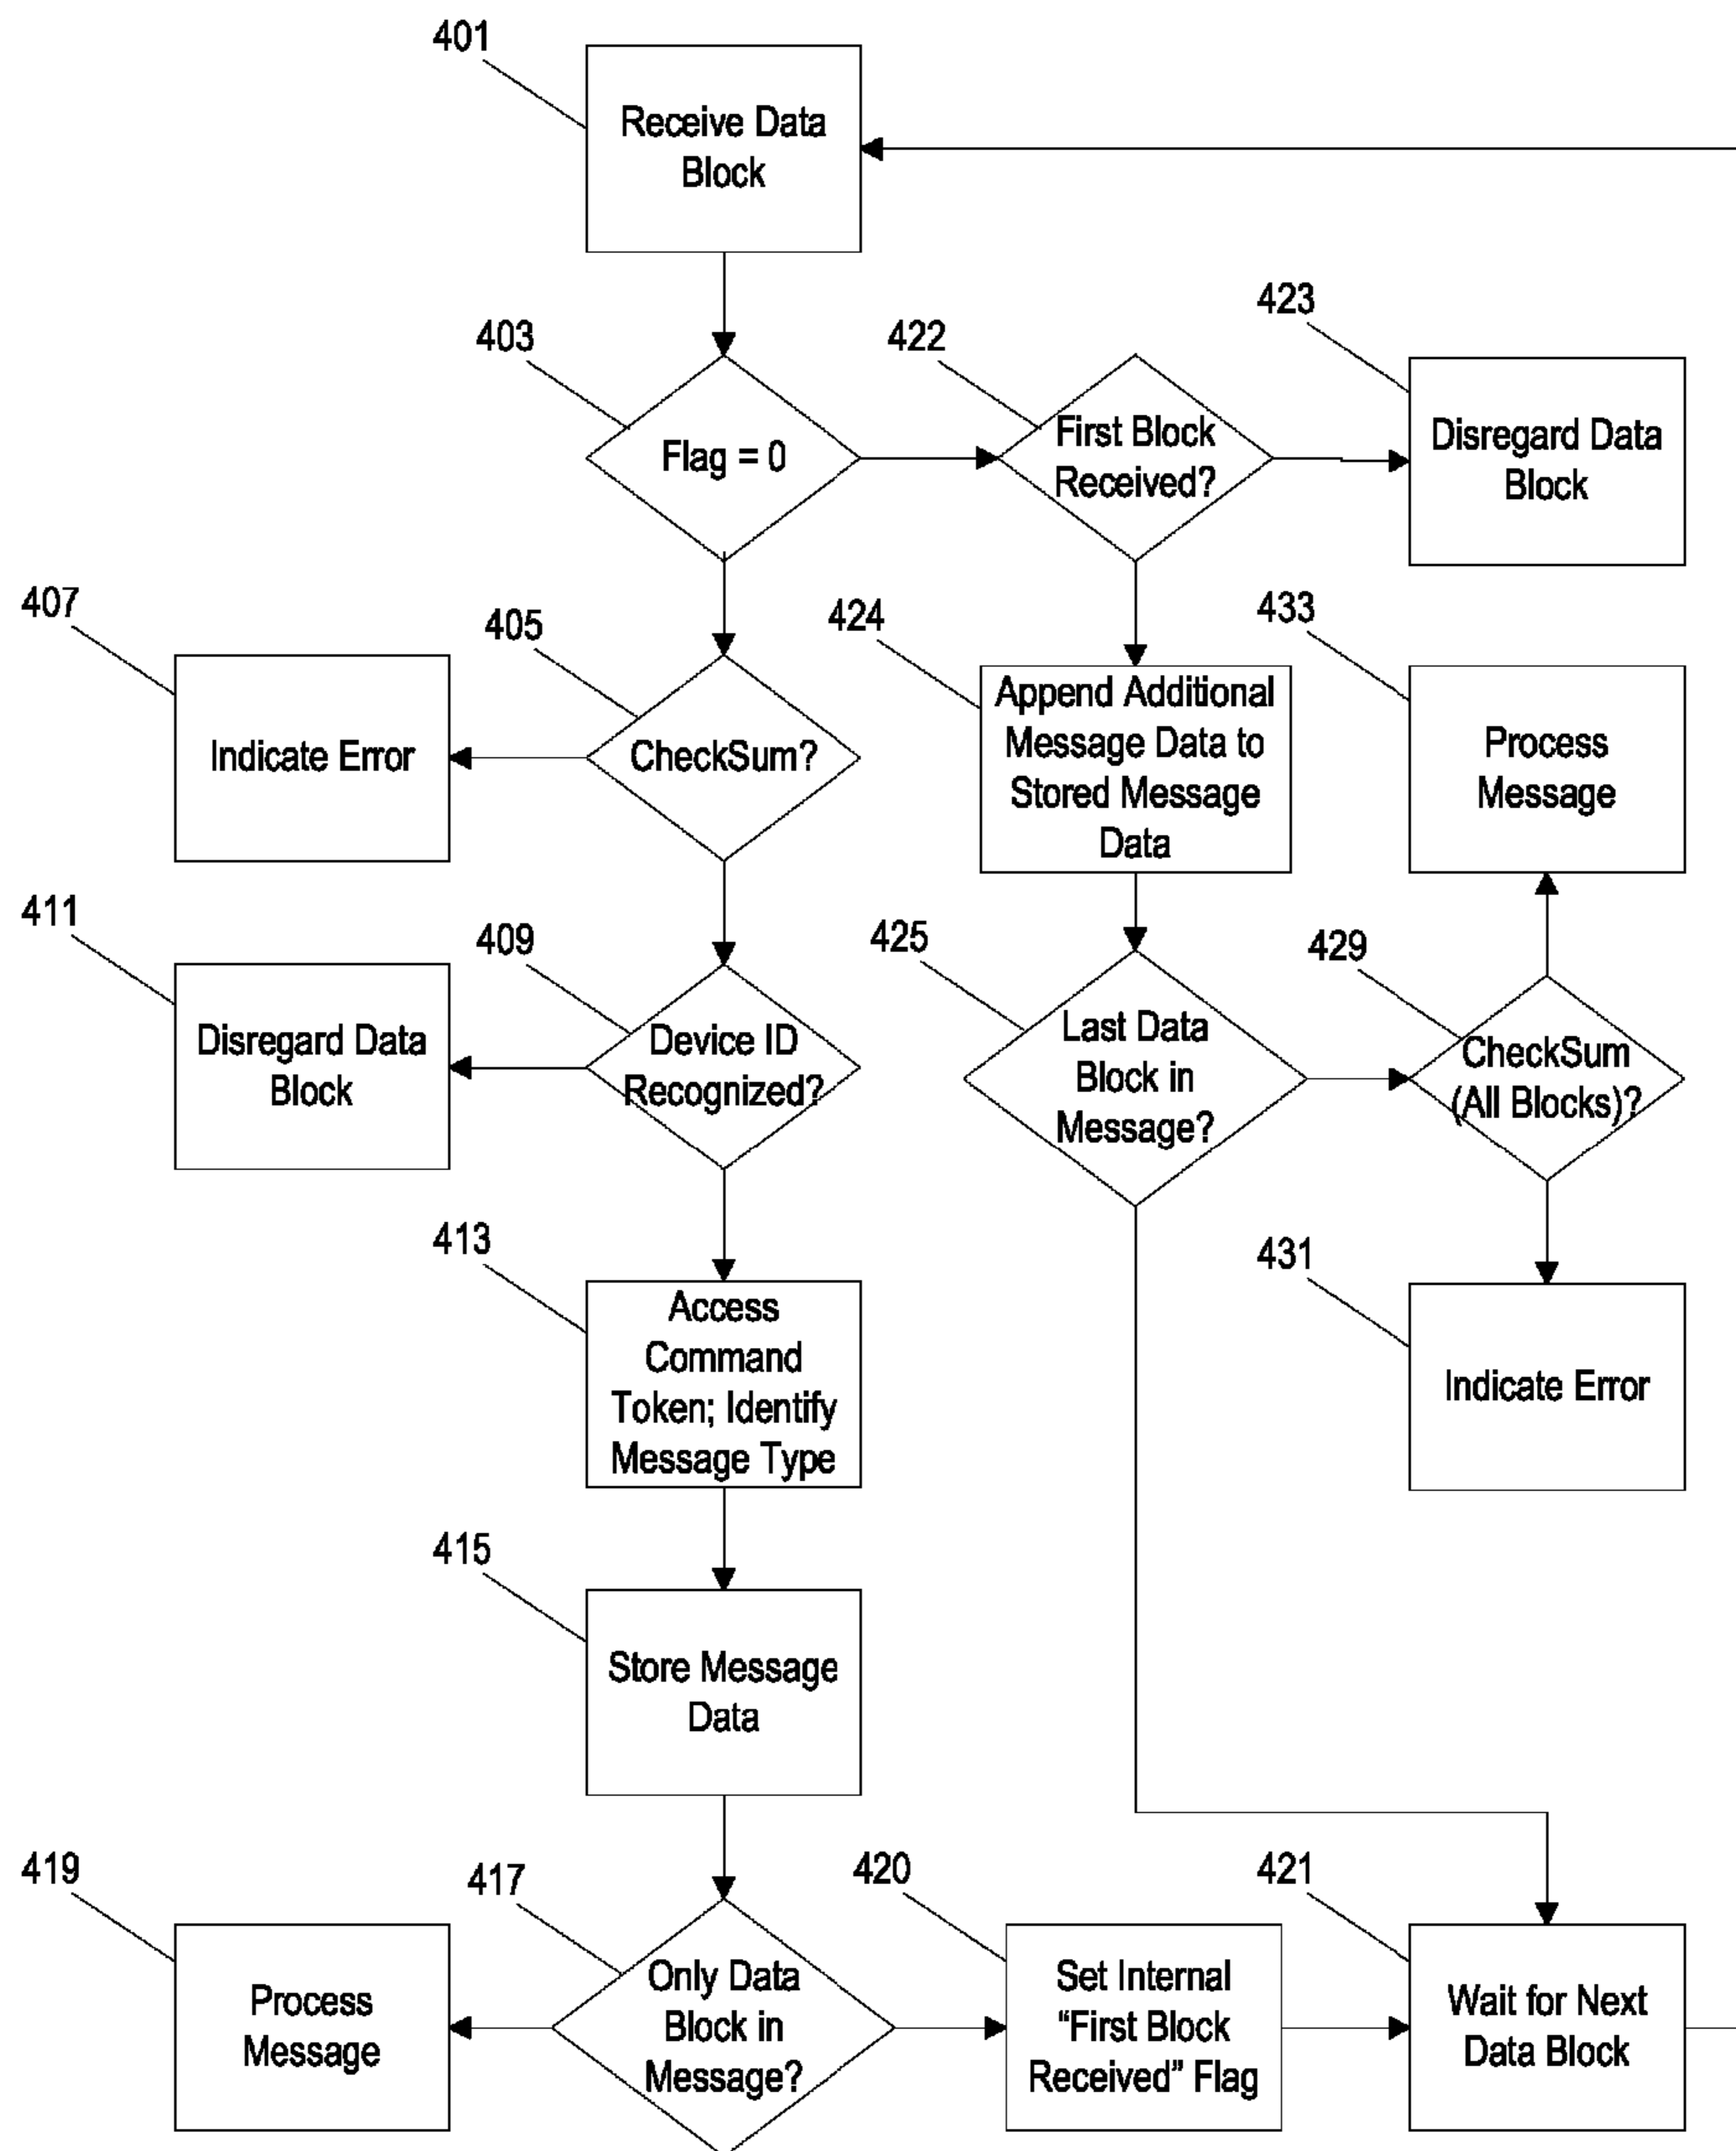 401
Receive Data
Block
403
Flag = 0
422
First Block
Received?
423
Disregard Data
Block
407
Indicate Error
405
CheckSum?
424
Append Additional
Message Data to
Stored Message
Data
433
Process
Message
411
Disregard Data
Block
409
Device ID
Recognized?
425
Last Data
Block in
Message?
429
CheckSum
(All Blocks)?
413
Access
Command
Token; Identify
Message Type
431
Indicate Error
415
Store Message
Data
419
Process
Message
417
Only Data
Block in
Message?
420
Set Internal
“First Block
Received” Flag
421
Wait for Next
Data Block